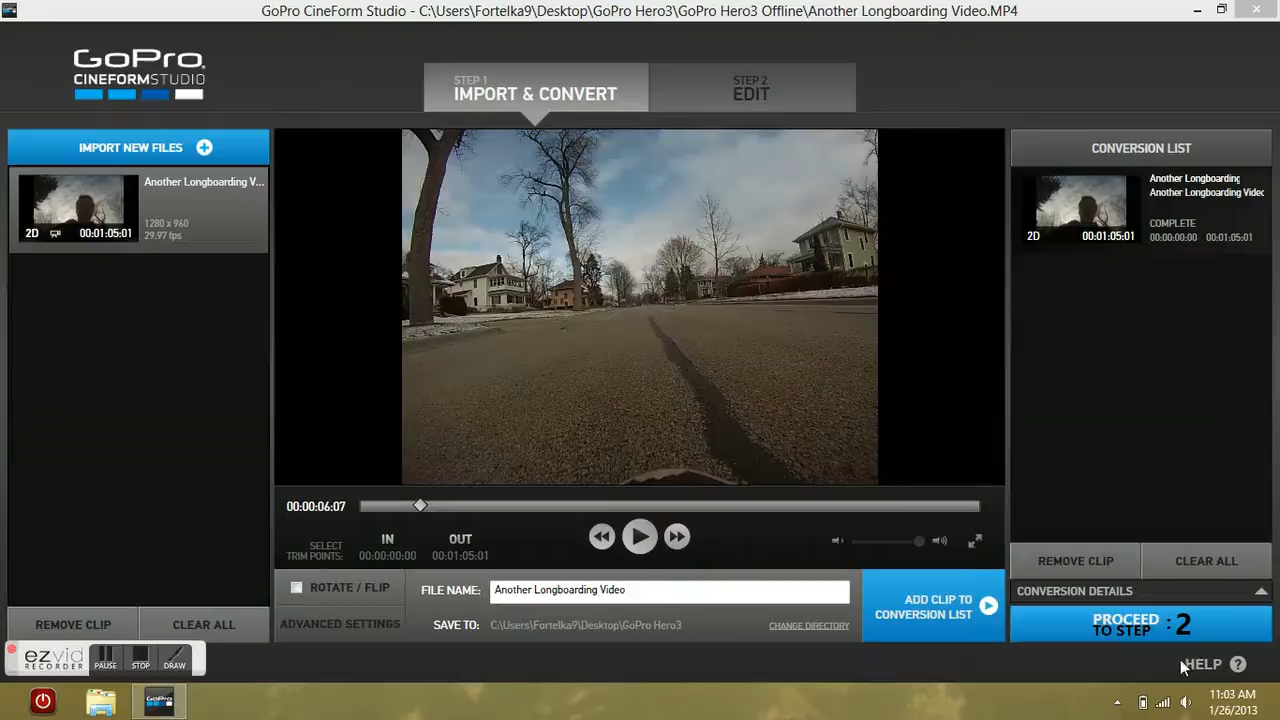 GoPro CineForm Studio - C:\Users\Fortelka9\Desktop\GoPro Hero3\GoPro Hero3 Offline\Another Longboarding Video.MP4
GoPro.
CINEFORMSTUDIO
STEP 1
IMPORT & CONVERT
STEP 2
EDIT
IMPORT NEW FILES
Another Longboarding V...
1280 x 960
29.97 fps
2D 00:01:05:01
CONVERSION LIST
Another Longboarding
Another Longboarding Video
COMPLETE
00:00:00:00 00:01:05:01
2D 00:01:05:01
00:00:06:07
SELECT
TRIM POINTS:
IN
00:00:00:00
OUT
00:01:05:01
ROTATE / FLIP
ADVANCED SETTINGS
FILE NAME: Another Longboarding Video
SAVE TO: C:\Users\Fortelka9\Desktop\GoPro Hero3
CHANGE DIRECTORY
ADD CLIP TO
CONVERSION LIST
REMOVE CLIP CLEAR ALL
REMOVE CLIP CLEAR ALL
CONVERSION DETAILS
PROCEED
TO STEP : 2
HELP ?
ezvid
RECORDER
PAUSE STOP DRAW
GoPro
11:03 AM
1/26/2013